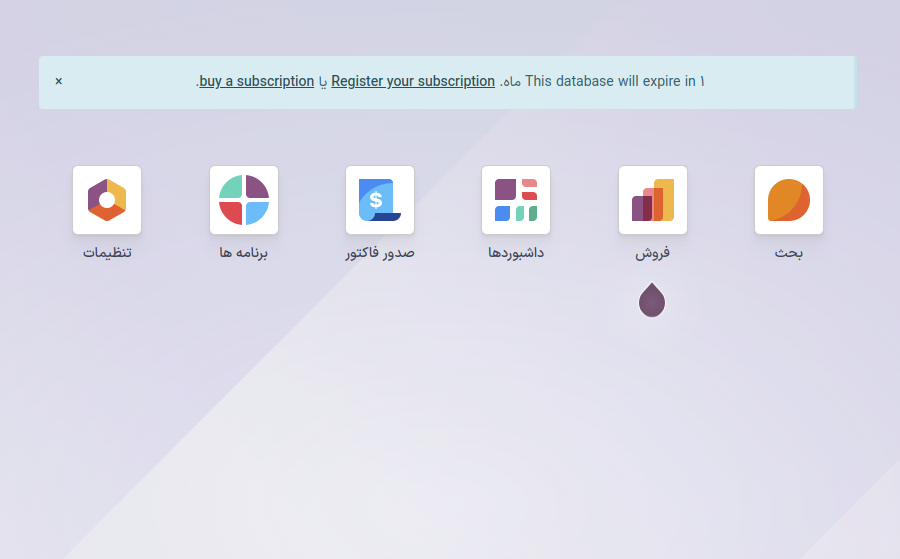 This database will expire in ۱ ماه. Register your subscription یا buy a subscription.
×
بحث
فروش
داشبوردها
صدور فاکتور
برنامه ها
تنظیمات